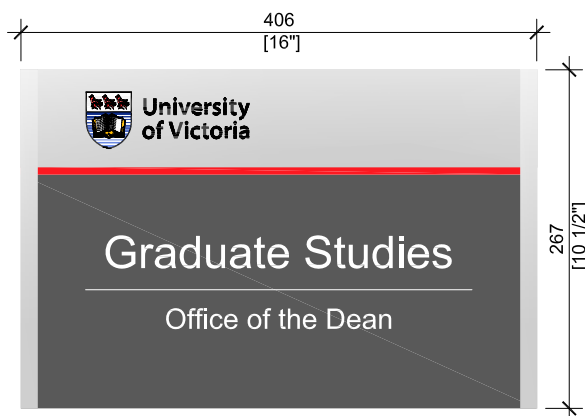 406
[16"]
University
of Victoria
Graduate Studies
Office of the Dean
267
[10 1/2"]